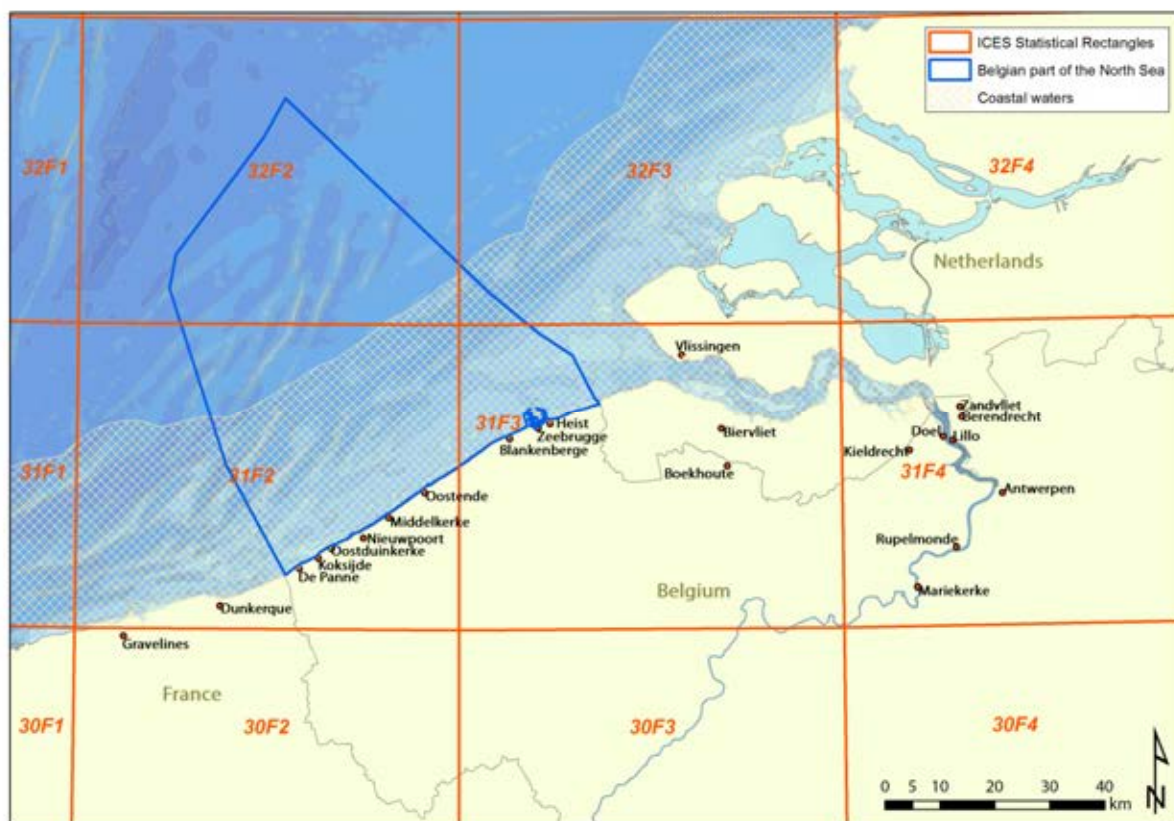 ICES Statistical Rectangles
Belgian part of the North Sea
Coastal waters
32F1
32F2
32F3
32F4
Netherlands
Vlissingen
Zandvliet
Berendrecht
31F3
Heist
Zeebrugge
Blankenberge
Biervliet
Doel
Lillo
Kieldrecht
31F1
31F2
Boekhoute
31F4
Antwerpen
Oostende
Middelkerke
Nieuwpoort
Oostduinkerke
Koksijde
De Panne
Rupelmonde
Mariekerke
Belgium
Dunkerque
Gravelines
France
30F1
30F2
30F3
30F4
N
0 5 10 20 30 40
km